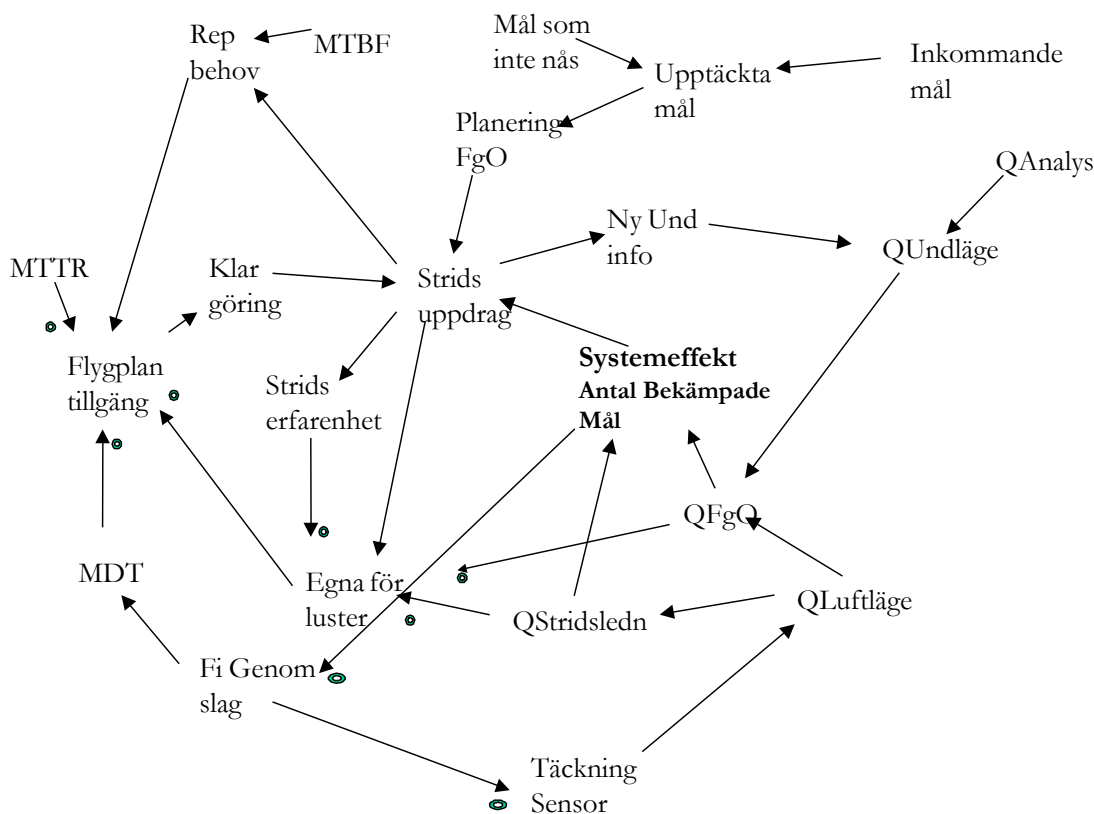 Rep
behov
MTBF
Mål som
inte nås
Upptäckta
mål
Inkommande
mål
Planering
FgO
QAnalys
Ny Und
info
QUndläge
MTTR
Klar
göring
Strids
uppdrag
Flygplan
tillgäng
Strids
erfarenhet
Systemeffekt
Antal Bekämpade
Mål
QFgO
MDT
Egna för
luster
QStridsledn
QLuftläge
Fi Genom
slag
Täckning
Sensor